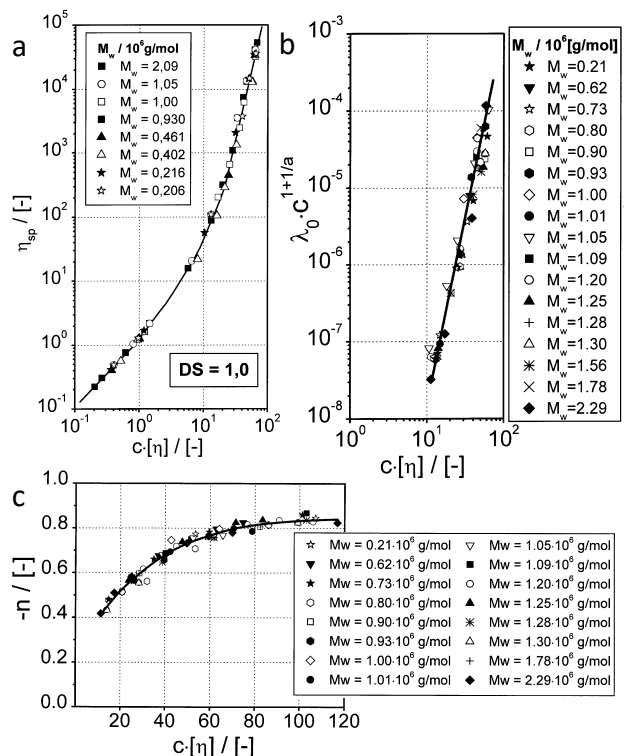 a
10^5
10^4
10^3
10^2
10^1
10^0
10^-1
η_sp / [-]
M_w / 10^6g/mol
M_w = 2,09
M_w = 1,05
M_w = 1,00
M_w = 0,930
M_w = 0,461
M_w = 0,402
M_w = 0,216
M_w = 0,206
DS = 1,0
10^-1 10^0 10^1 10^2
c·[η] / [-]
b
10^-4
10^-5
10^-6
10^-7
10^-8
λ_0·c^1+1/a
10^0 10^1 10^2
c·[η] / [-]
M_w / 10^6[g/mol]
M_w=0.21
M_w=0.62
M_w=0.73
M_w=0.80
M_w=0.90
M_w=0.93
M_w=1.00
M_w=1.01
M_w=1.05
M_w=1.09
M_w=1.20
M_w=1.25
M_w=1.28
M_w=1.30
M_w=1.56
M_w=1.78
M_w=2.29
c
1.0
0.8
0.6
0.4
0.2
0.0
-n / [-]
20 40 60 80 100 120
c·[η] / [-]
Mw = 0.21·10^6 g/mol
Mw = 0.62·10^6 g/mol
Mw = 0.73·10^6 g/mol
Mw = 0.80·10^6 g/mol
Mw = 0.90·10^6 g/mol
Mw = 0.93·10^6 g/mol
Mw = 1.00·10^6 g/mol
Mw = 1.01·10^6 g/mol
Mw = 1.05·10^6 g/mol
Mw = 1.09·10^6 g/mol
Mw = 1.20·10^6 g/mol
Mw = 1.25·10^6 g/mol
Mw = 1.28·10^6 g/mol
Mw = 1.30·10^6 g/mol
Mw = 1.78·10^6 g/mol
Mw = 2.29·10^6 g/mol